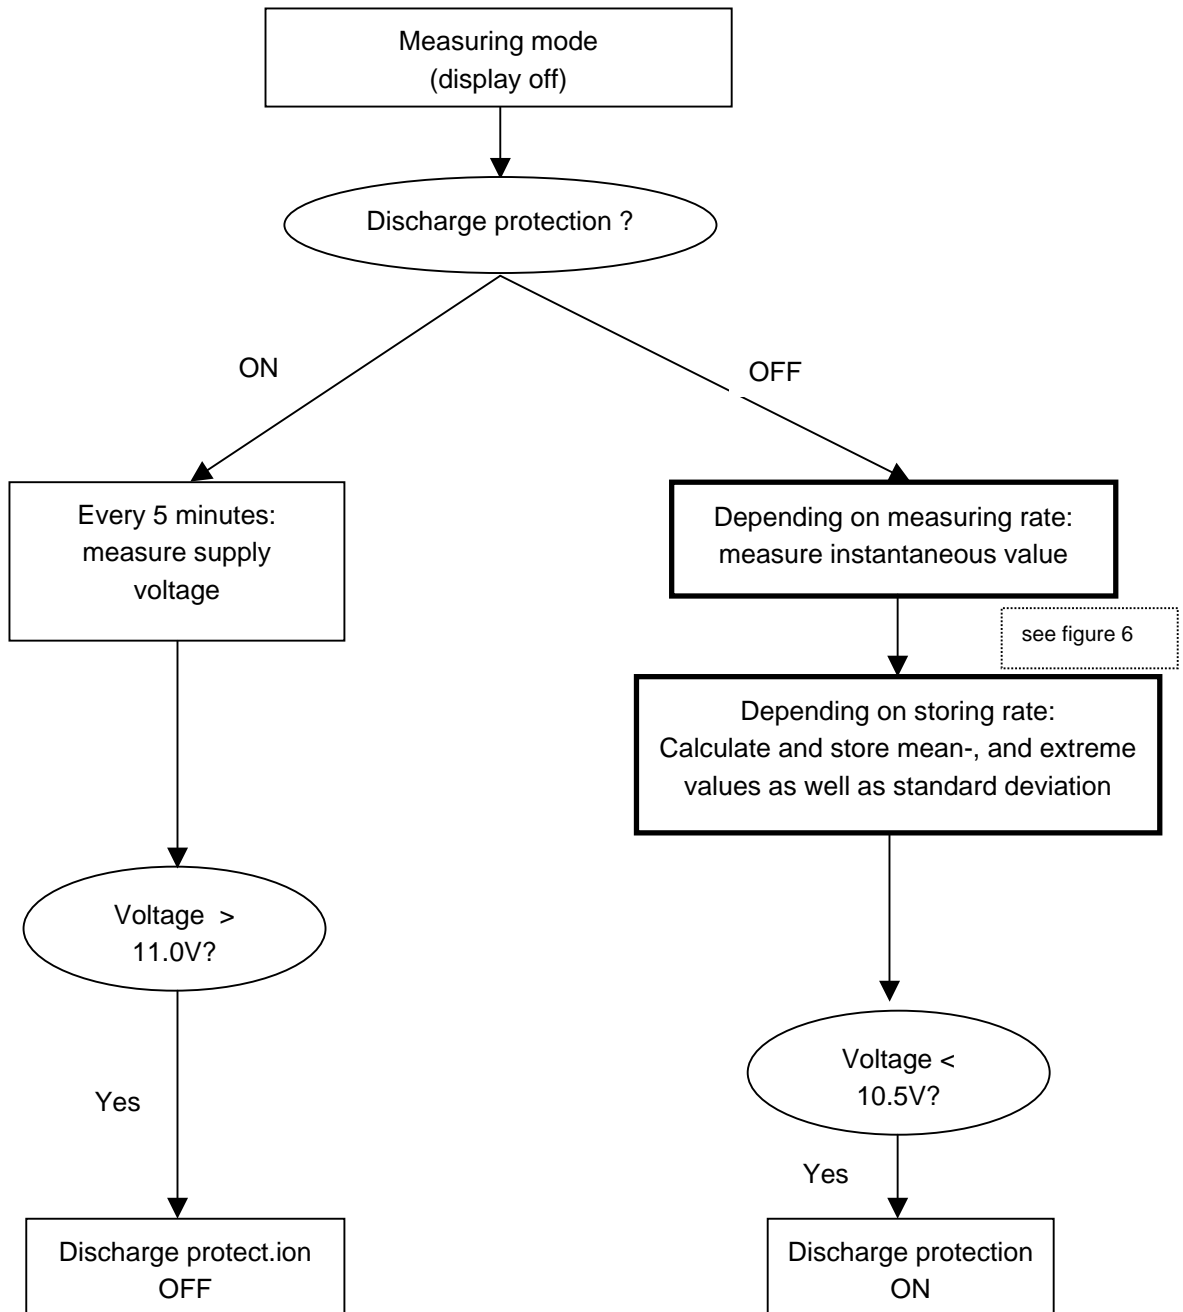 Measuring mode
(display off)
Discharge protection ?
ON
OFF
Every 5 minutes:
measure supply
voltage
Depending on measuring rate:
measure instantaneous value
see figure 6
Depending on storing rate:
Calculate and store mean-, and extreme
values as well as standard deviation
Voltage >
11.0V?
Voltage <
10.5V?
Yes
Yes
Discharge protect.ion
OFF
Discharge protection
ON